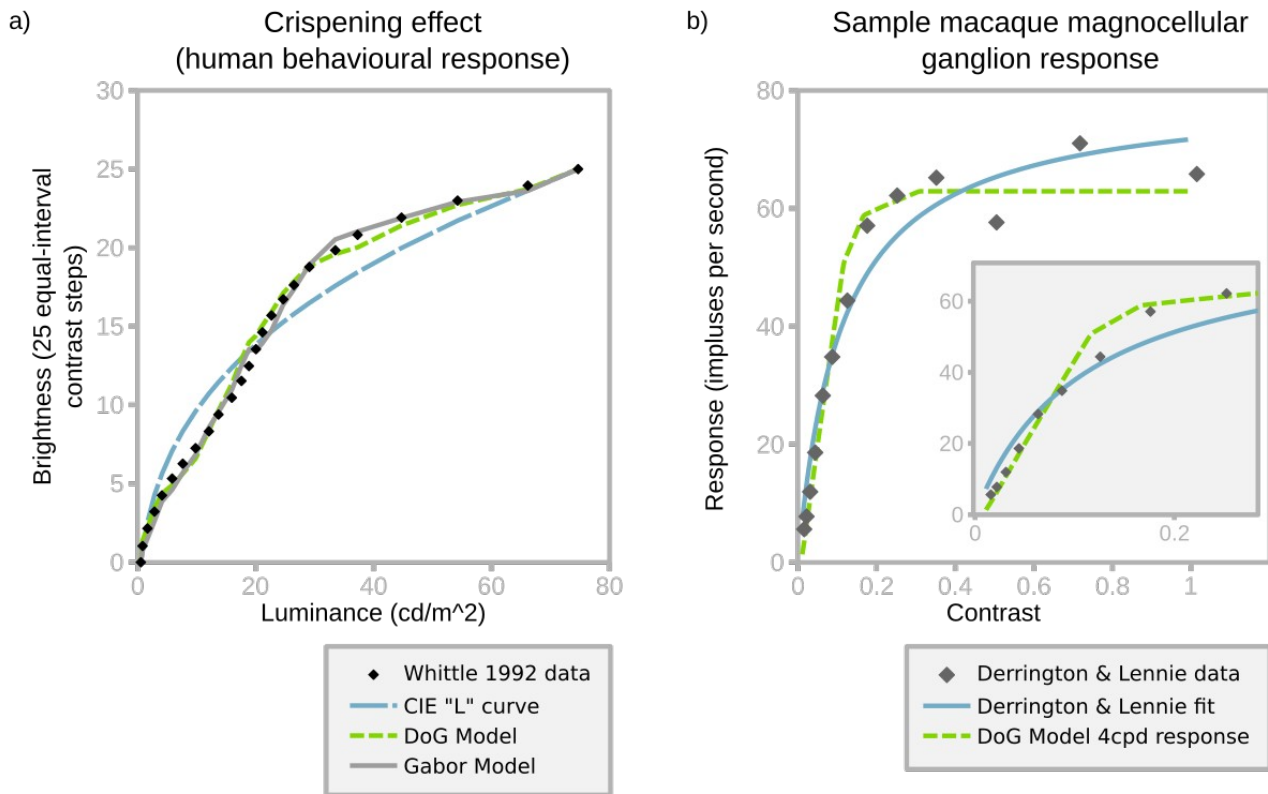 a)
Crispening effect
(human behavioural response)
Brightness (25 equal-interval
contrast steps)
30
25
20
15
10
5
0
0
20
40
60
80
Luminance (cd/m^2)
Whittle 1992 data
CIE "L" curve
DoG Model
Gabor Model
b)
Sample macaque magnocellular
ganglion response
Response (impluses per second)
80
60
40
20
0
0
0.2
0.4
0.6
0.8
1
Contrast
60
40
20
0
0
0.2
Derrington & Lennie data
Derrington & Lennie fit
DoG Model 4cpd response